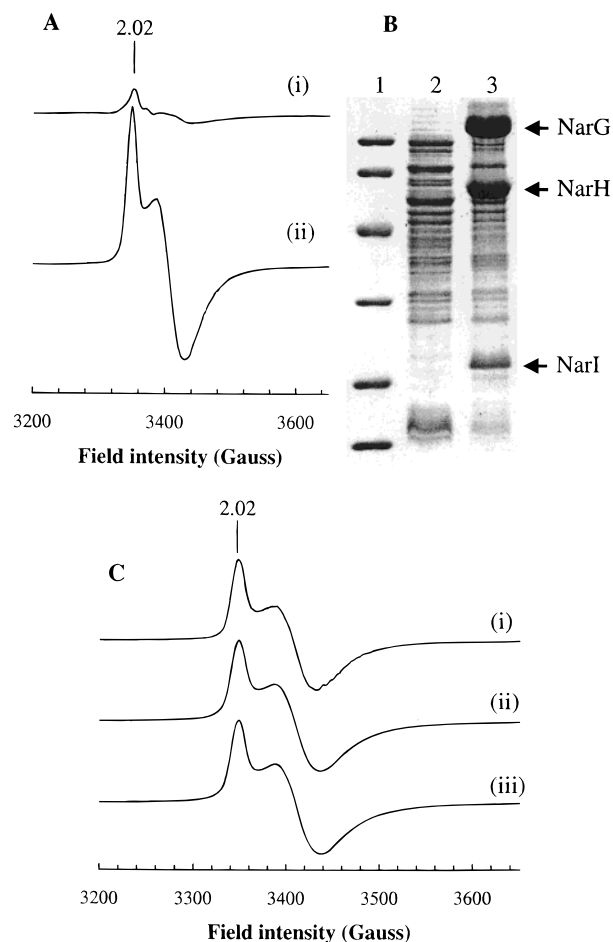 A
B
2.02
(i)
(ii)
1 2 3
NarG
NarH
NarI
3200 3400 3600
Field intensity (Gauss)
C
2.02
(i)
(ii)
(iii)
3200 3300 3400 3500 3600
Field intensity (Gauss)